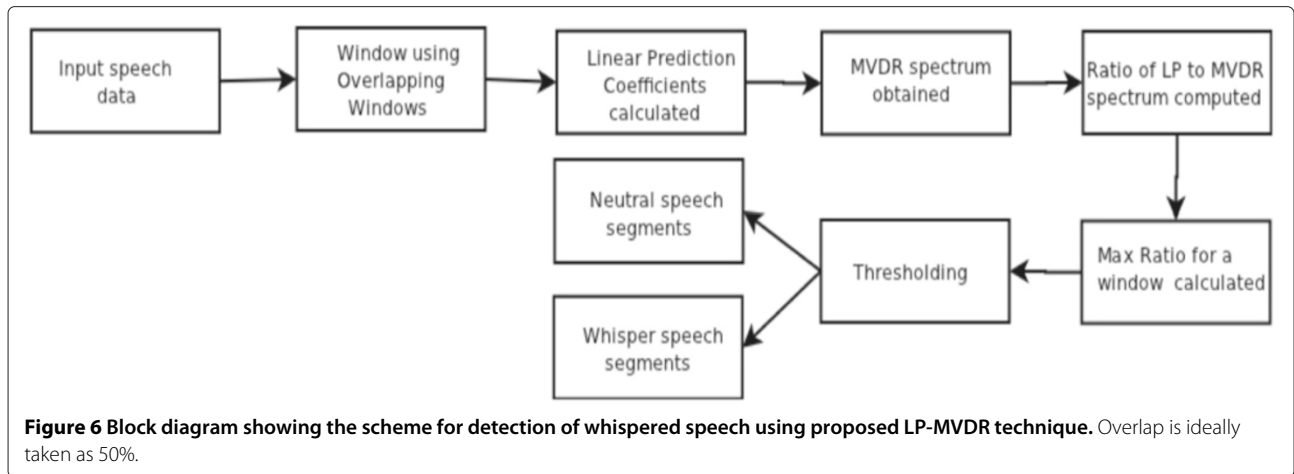 Input speech
data
Window using
Overlapping
Windows
Linear Prediction
Coefficients
calculated
MVDR spectrum
obtained
Ratio of LP to MVDR
spectrum computed
Max Ratio for a
window calculated
Thresholding
Neutral speech
segments
Whisper speech
segments
Figure 6 Block diagram showing the scheme for detection of whispered speech using proposed LP-MVDR technique. Overlap is ideally
taken as 50%.